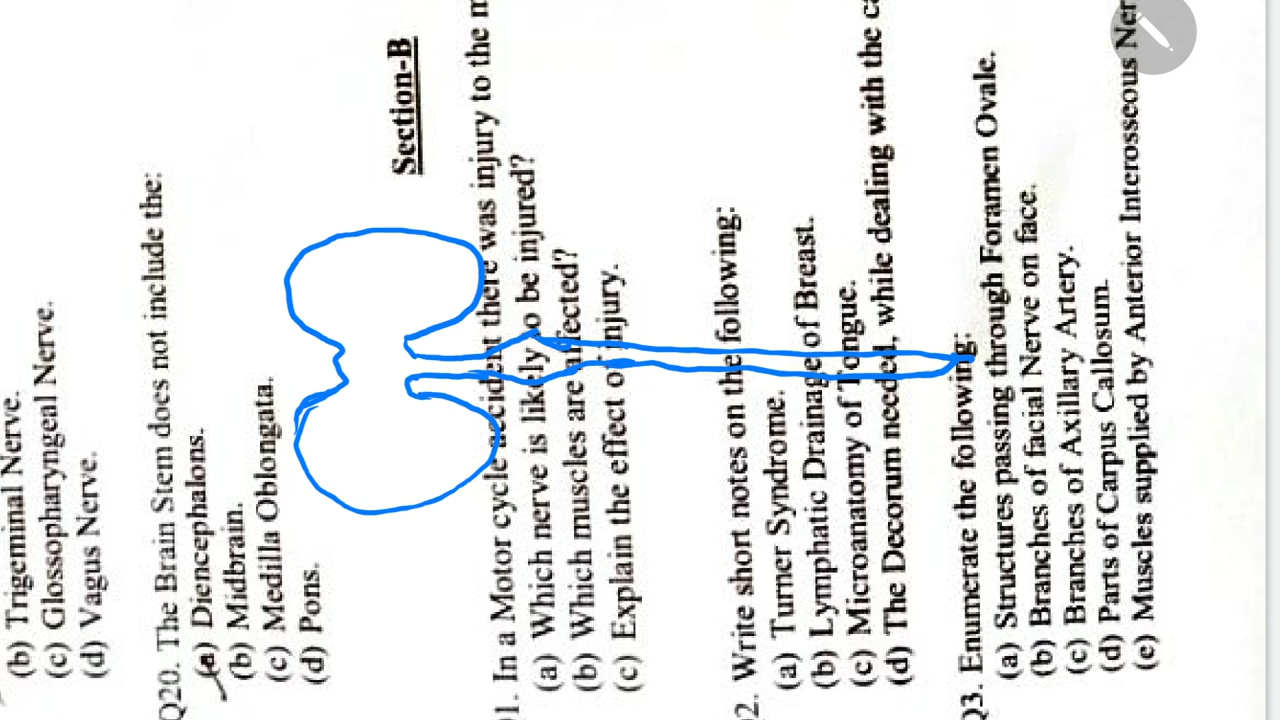 (b) Trigeminal Nerve.
(c) Glossopharyngeal Nerve.
(d) Vagus Nerve.
Q20. The Brain Stem does not include the:
(a) Diencephalons.
(b) Midbrain.
(c) Medilla Oblongata.
(d) Pons.
Section-B
1. In a Motor cycle accident there was injury to the
(a) Which nerve is likely to be injured?
(b) Which muscles are affected?
(c) Explain the effect of injury.
2. Write short notes on the following:
(a) Turner Syndrome.
(b) Lymphatic Drainage of Breast.
(c) Microanatomy of Tongue.
(d) The Decorum needed, while dealing with the
Q3. Enumerate the following:
(a) Structures passing through Foramen Ovale.
(b) Branches of facial Nerve on face.
(c) Branches of Axillary Artery.
(d) Parts of Carpus Callosum.
(e) Muscles supplied by Anterior Interosseous